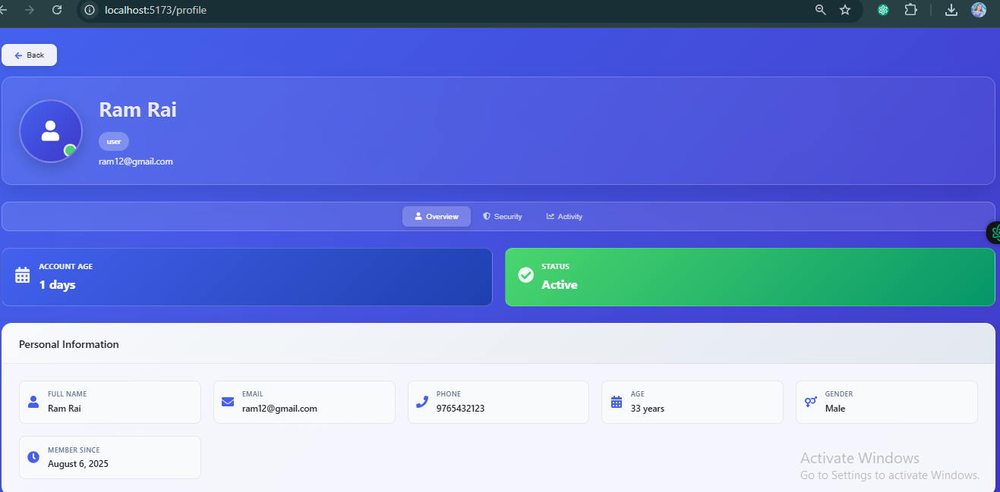 localhost:5173/profile
Back
Ram Rai
user
ram12@gmail.com
Overview Security Activity
ACCOUNT AGE
1 days
STATUS
Active
Personal Information
FULL NAME
Ram Rai
EMAIL
ram12@gmail.com
PHONE
9765432123
AGE
33 years
GENDER
Male
MEMBER SINCE
August 6, 2025
Activate Windows
Go to Settings to activate Windows.